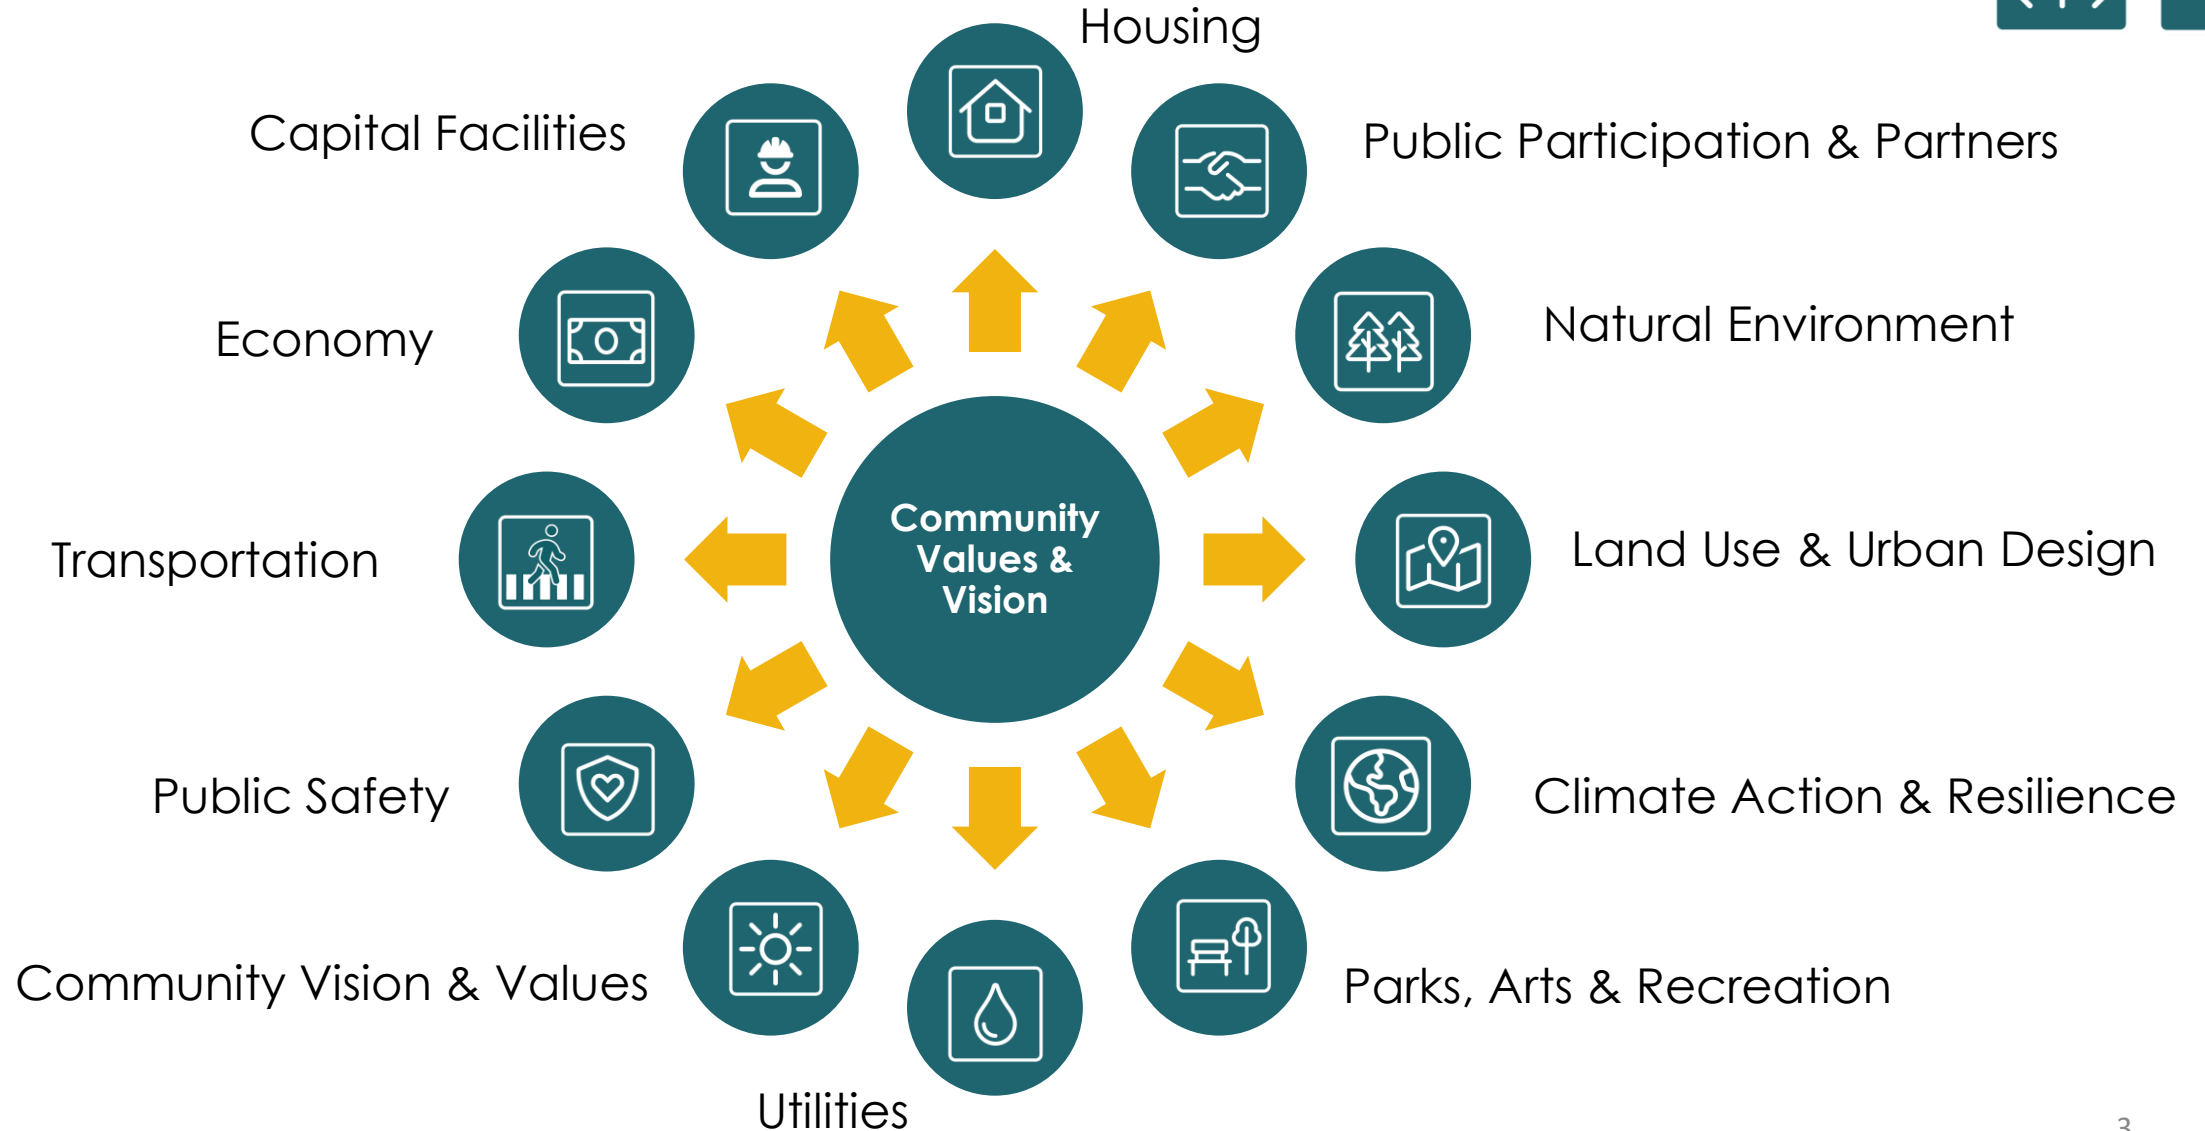 Housing
Capital Facilities
Public Participation & Partners
Economy
Natural Environment
Community
Values &
Vision
Transportation
Land Use & Urban Design
Public Safety
Climate Action & Resilience
Community Vision & Values
Parks, Arts & Recreation
Utilities
3